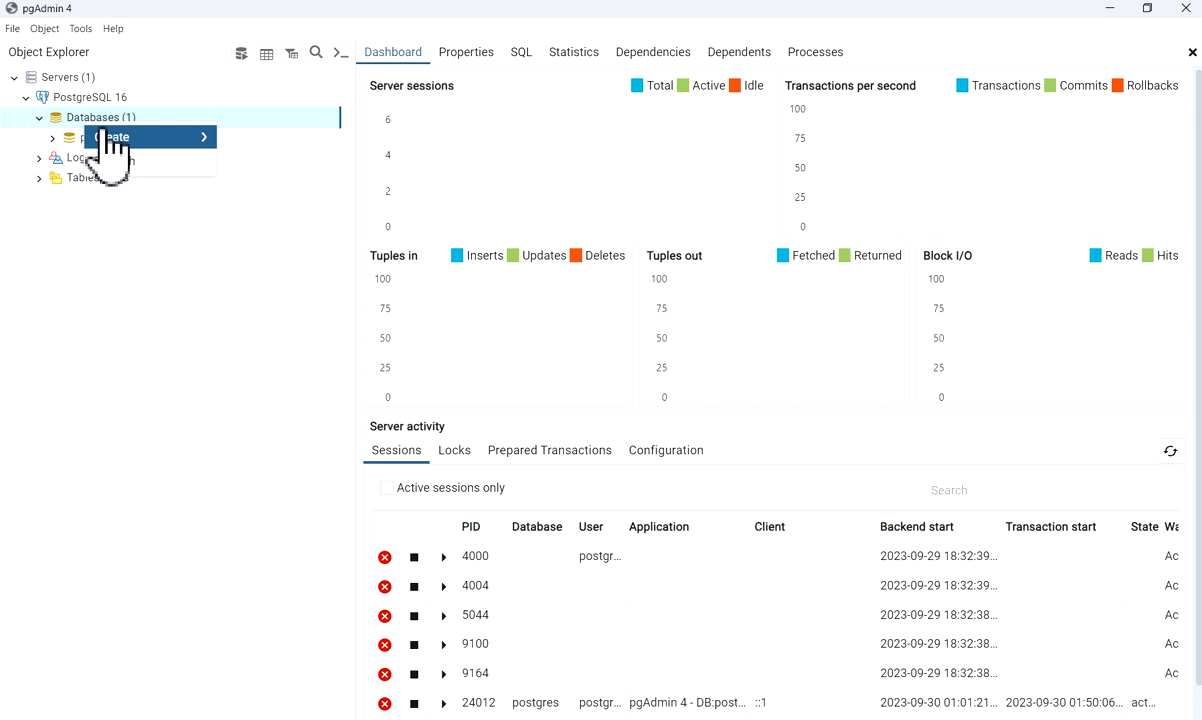 pgAdmin 4
File Object Tools Help
Object Explorer
Dashboard Properties SQL Statistics Dependencies Dependents Processes
Servers (1)
PostgreSQL 16
Databases (1)
Server sessions
Total Active Idle
6
4
2
0
Transactions per second
Transactions Commits Rollbacks
100
75
50
25
0
Tuples in
Inserts Updates Deletes
100
75
50
25
0
Tuples out
Fetched Returned
100
75
50
25
0
Block I/O
Reads Hits
100
75
50
25
0
Server activity
Sessions Locks Prepared Transactions Configuration
Active sessions only
Search
PID Database User Application Client Backend start Transaction start State Wa
4000 postgr... 2023-09-29 18:32:39... Ac
4004 2023-09-29 18:32:39... Ac
5044 2023-09-29 18:32:38... Ac
9100 2023-09-29 18:32:38... Ac
9164 2023-09-29 18:32:38... Ac
24012 postgres postgr... pgAdmin 4 - DB:post... ::1 2023-09-30 01:01:21... 2023-09-30 01:50:06... act...